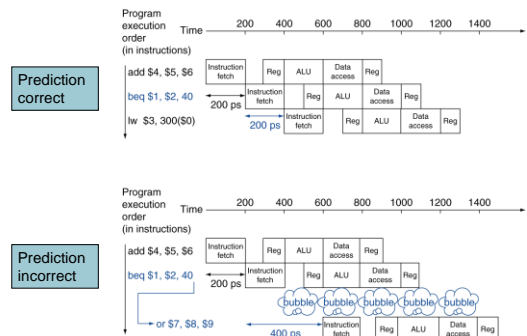 Program
execution
order
(in instructions)
Time
200 400 600 800 1000 1200 1400
Prediction
correct
add $4, $5, $6
Instruction
fetch
Reg
ALU
Data
access
Reg
beq $1, $2, 40
200 ps
Instruction
fetch
Reg
ALU
Data
access
Reg
lw $3, 300($0)
200 ps
Instruction
fetch
Reg
ALU
Data
access
Reg
Program
execution
order
(in instructions)
Time
200 400 600 800 1000 1200 1400
Prediction
incorrect
add $4, $5, $6
Instruction
fetch
Reg
ALU
Data
access
Reg
beq $1, $2, 40
200 ps
Instruction
fetch
Reg
ALU
Data
access
Reg
bubble bubble bubble bubble bubble
or $7, $8, $9
400 ps
Instruction
fetch
Reg
ALU
Data
access
Reg